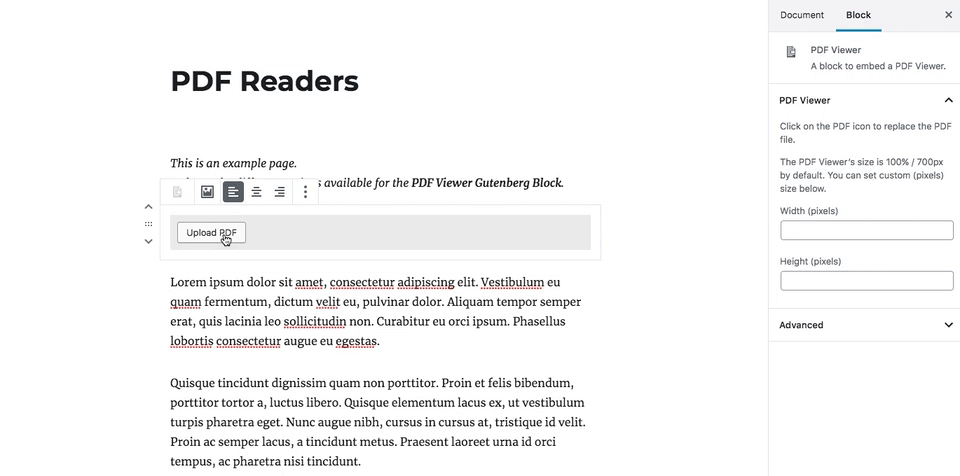 Document Block
PDF Viewer
A block to embed a PDF Viewer.
PDF Viewer
Click on the PDF icon to replace the PDF
file.
The PDF Viewer's size is 100% / 700px
by default. You can set custom (pixels)
size below.
Width (pixels)
Height (pixels)
Advanced
PDF Readers
This is an example page.
available for the PDF Viewer Gutenberg Block.
Upload PDF
Lorem ipsum dolor sit amet, consectetur adipiscing elit. Vestibulum eu
quam fermentum, dictum velit eu, pulvinar dolor. Aliquam tempor semper
erat, quis lacinia leo sollicitudin non. Curabitur eu orci ipsum. Phasellus
lobortis consectetur augue eu egestas.
Quisque tincidunt dignissim quam non porttitor. Proin et felis bibendum,
porttitor tortor a, luctus libero. Quisque elementum lacus ex, ut vestibulum
turpis pharetra eget. Nunc augue nibh, cursus in cursus at, tristique id velit.
Proin ac semper lacus, a tincidunt metus. Praesent laoreet urna id orci
tempus, ac pharetra nisi tincidunt.